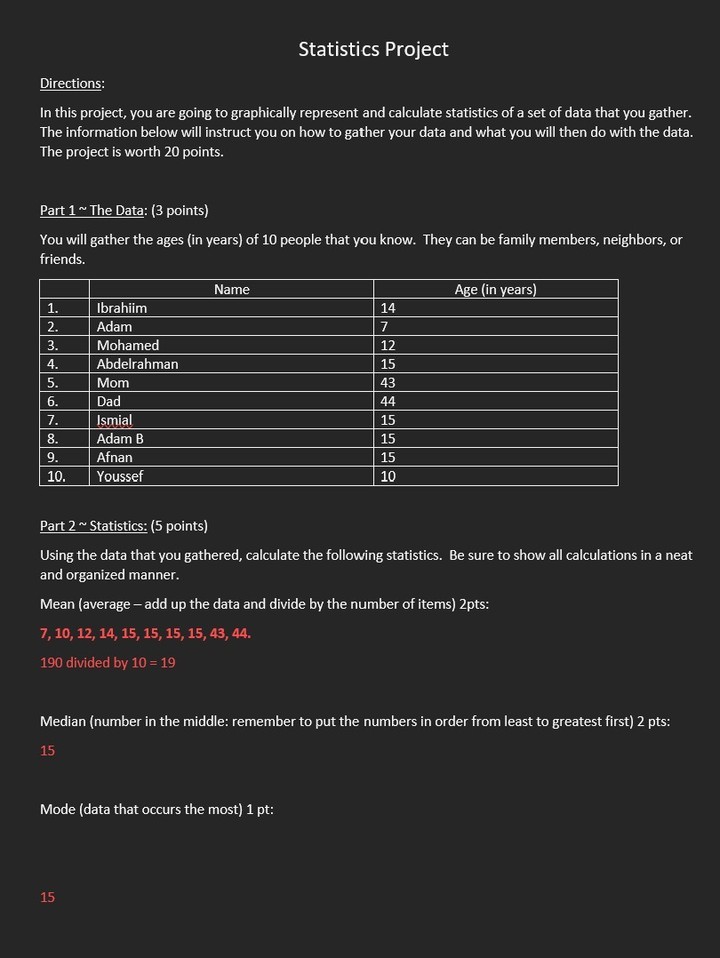 Statistics Project
Directions:
In this project, you are going to graphically represent and calculate statistics of a set of data that you gather.
The information below will instruct you on how to gather your data and what you will then do with the data.
The project is worth 20 points.
Part 1 ~ The Data: (3 points)
You will gather the ages (in years) of 10 people that you know. They can be family members, neighbors, or
friends.
Name Age (in years)
1. Ibrahiim 14
2. Adam 7
3. Mohamed 12
4. Abdelrahman 15
5. Mom 43
6. Dad 44
7. Ismial 15
8. Adam B 15
9. Afnan 15
10. Youssef 10
Part 2 ~ Statistics: (5 points)
Using the data that you gathered, calculate the following statistics. Be sure to show all calculations in a neat
and organized manner.
Mean (average – add up the data and divide by the number of items) 2pts:
7, 10, 12, 14, 15, 15, 15, 15, 43, 44.
190 divided by 10 = 19
Median (number in the middle: remember to put the numbers in order from least to greatest first) 2 pts:
15
Mode (data that occurs the most) 1 pt:
15